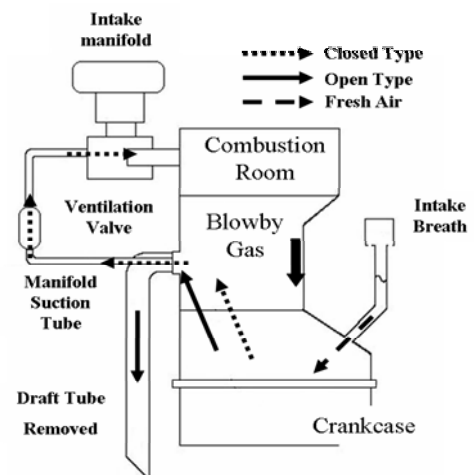 Intake
manifold
Closed Type
Open Type
Fresh Air
Combustion
Room
Ventilation
Valve
Blowby
Gas
Intake
Breath
Manifold
Suction
Tube
Draft Tube
Removed
Crankcase